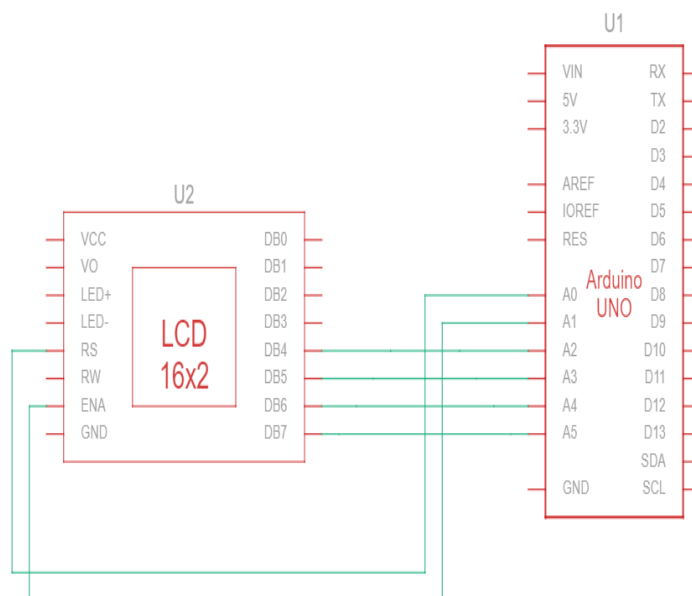 U1
VIN RX
5V TX
3.3V D2
D3
AREF D4
IOREF D5
RES D6
D7
A0 D8
A1 D9
A2 D10
A3 D11
A4 D12
A5 D13
SDA
GND SCL
Arduino
UNO
U2
VCC DB0
VO DB1
LED+ DB2
LED- DB3
RS DB4
RW DB5
ENA DB6
GND DB7
LCD
16x2